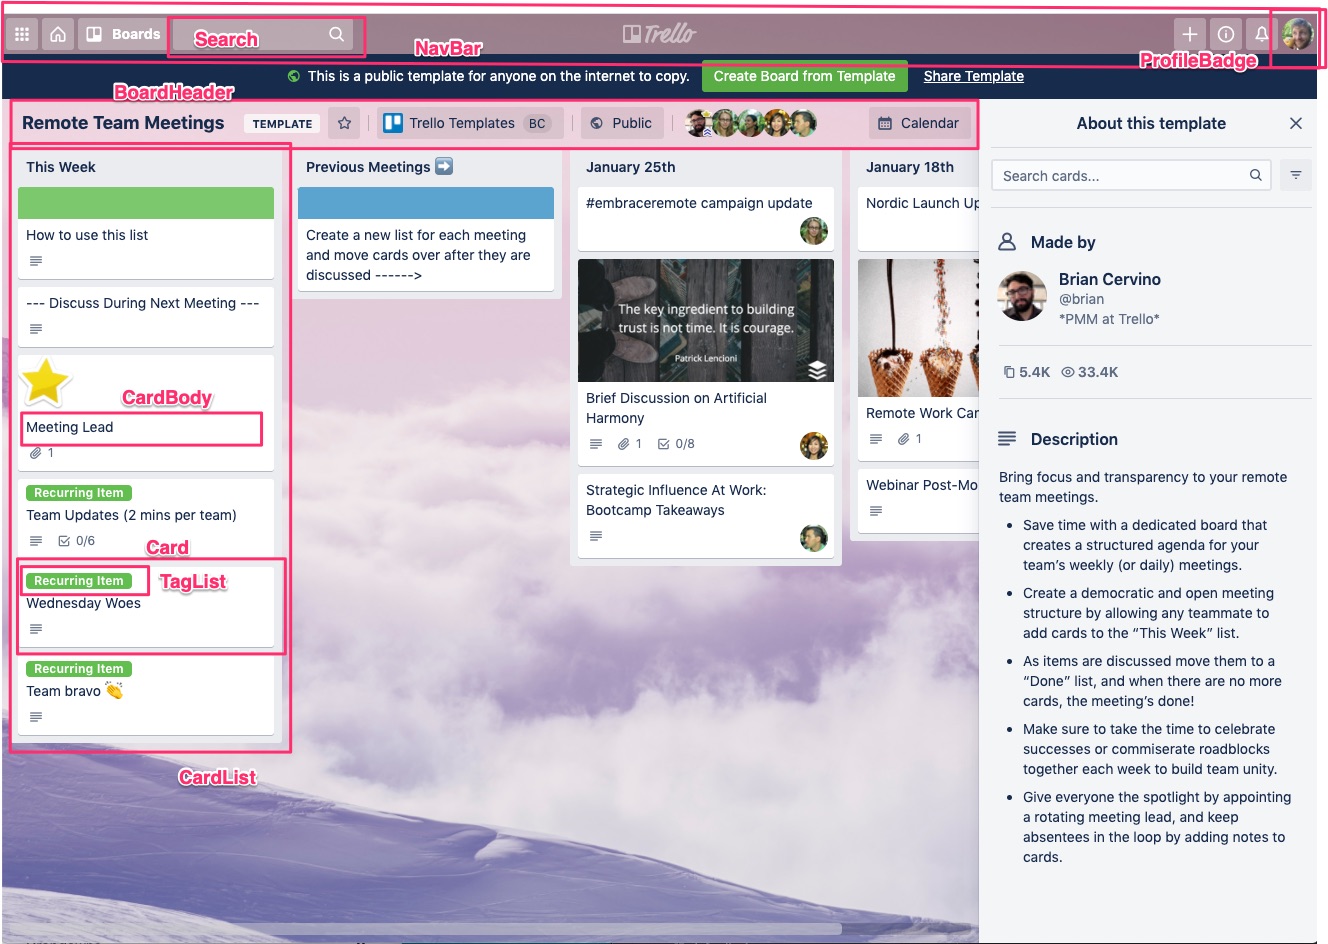 Boards
Search
Trello
NavBar
ProfileBadge
This is a public template for anyone on the internet to copy.
Create Board from Template
Share Template
BoardHeader
Remote Team Meetings
TEMPLATE
Trello Templates
BC
Public
Calendar
This Week
How to use this list
--- Discuss During Next Meeting ---
CardBody
Meeting Lead
1
Recurring Item
Team Updates (2 mins per team)
0/6
Card
Recurring Item
TagList
Wednesday Woes
Recurring Item
Team bravo 👏
CardList
Previous Meetings ➡️
Create a new list for each meeting
and move cards over after they are
discussed ------>
January 25th
#embraceremote campaign update
The key ingredient to building
trust is not time. It is courage.
Patrick Lencioni
Brief Discussion on Artificial
Harmony
1
0/8
Strategic Influence At Work:
Bootcamp Takeaways
January 18th
Nordic Launch Up
Remote Work Car
1
Webinar Post-Mo
About this template
Search cards...
Made by
Brian Cervino
@brian
*PMM at Trello*
5.4K
33.4K
Description
Bring focus and transparency to your remote
team meetings.
• Save time with a dedicated board that
creates a structured agenda for your
team's weekly (or daily) meetings.
• Create a democratic and open meeting
structure by allowing any teammate to
add cards to the “This Week” list.
• As items are discussed move them to a
“Done” list, and when there are no more
cards, the meeting's done!
• Make sure to take the time to celebrate
successes or commiserate roadblocks
together each week to build team unity.
• Give everyone the spotlight by appointing
a rotating meeting lead, and keep
absentees in the loop by adding notes to
cards.